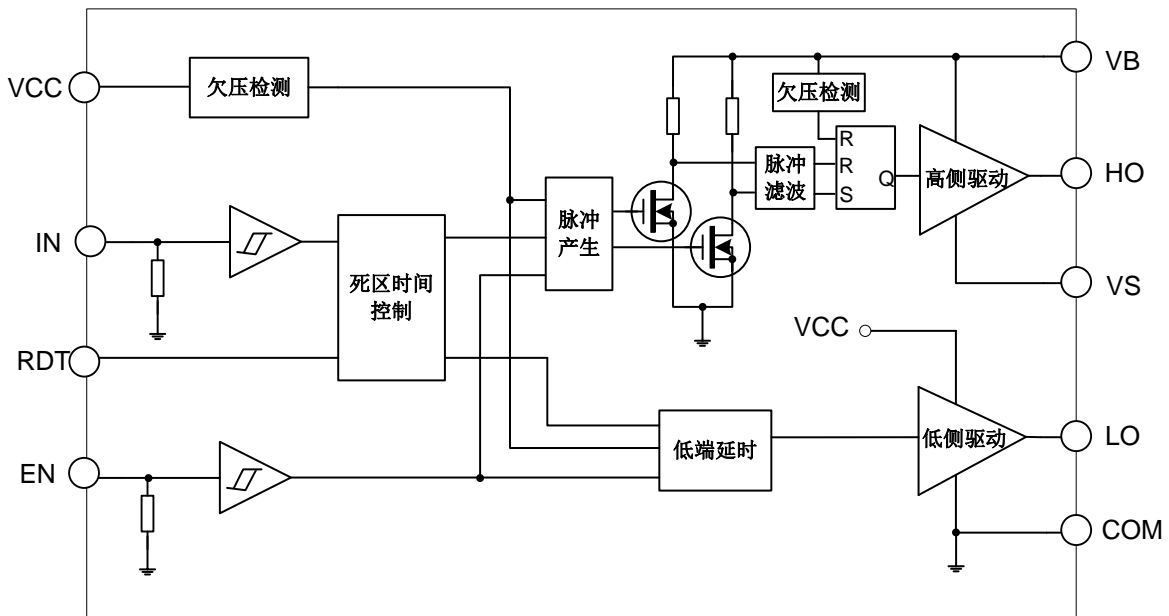 VCC
欠压检测
VB
欠压检测
R
R
S
Q
脉冲
滤波
高侧驱动
HO
IN
脉冲
产生
死区时间
控制
VS
VCC
RDT
低端延时
低侧驱动
LO
EN
COM